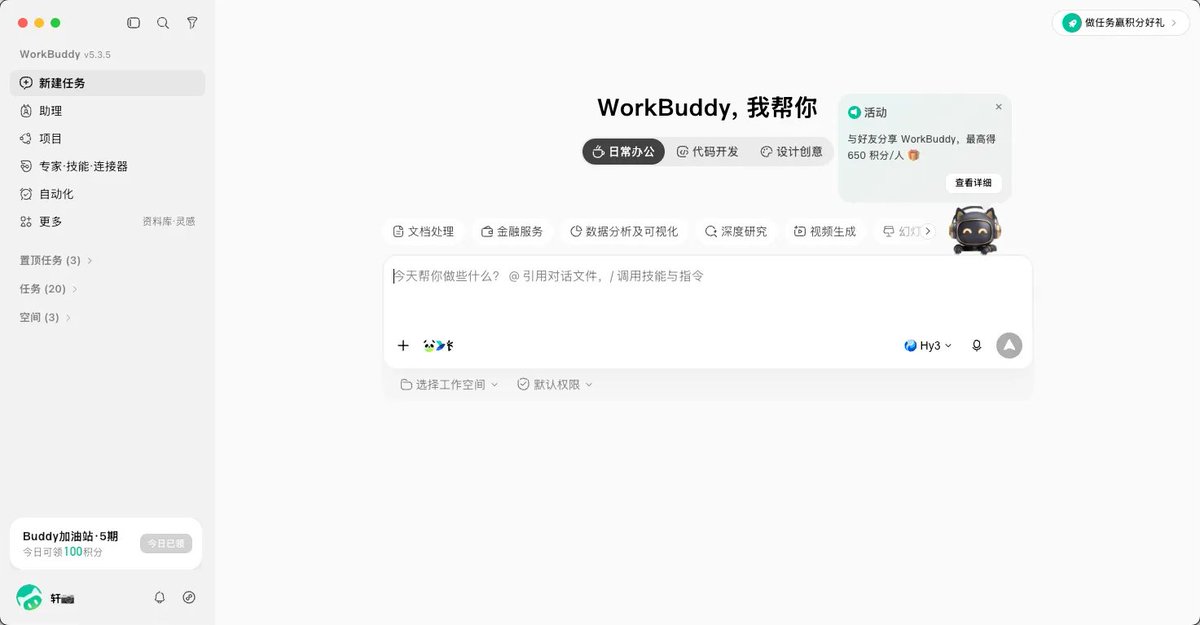 WorkBuddy v5.3.5
新建任务
助理
项目
专家·技能·连接器
自动化
更多 资料库·灵感
置顶任务 (3)
任务 (20)
空间 (3)
Buddy加油站·5期
今日可领100积分
今日已领
轩
做任务赢积分好礼
WorkBuddy, 我帮你
日常办公 代码开发 设计创意
活动
与好友分享 WorkBuddy，最高得
650 积分/人
查看详细
文档处理 金融服务 数据分析及可视化 深度研究 视频生成 幻灯
今天帮你做些什么？ @ 引用对话文件，/ 调用技能与指令
Hy3
选择工作空间 默认权限